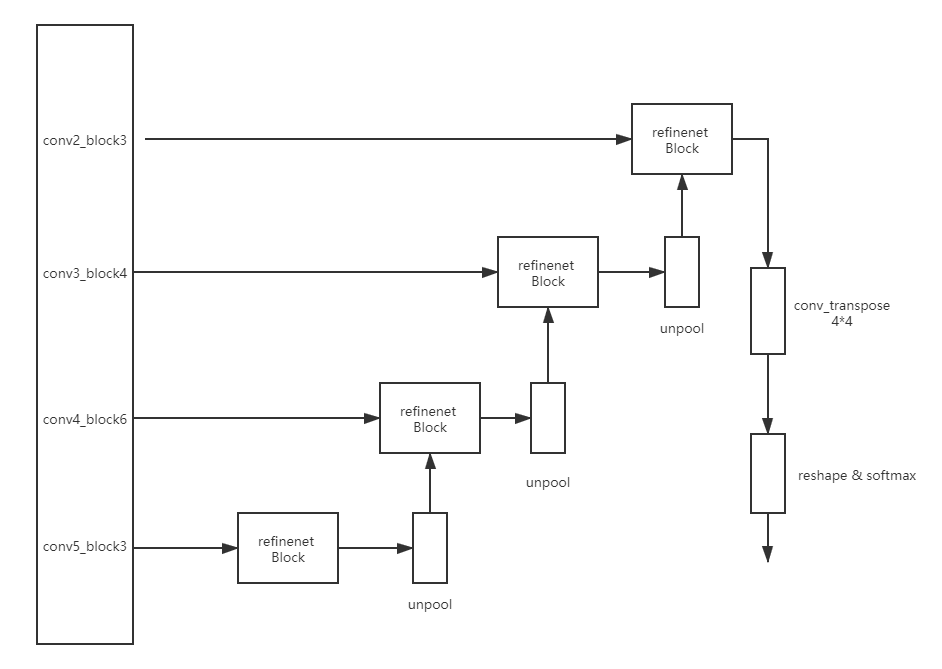 conv2_block3
refinenet
Block
conv3_block4
refinenet
Block
conv_transpose
4*4
unpool
conv4_block6
refinenet
Block
reshape & softmax
unpool
conv5_block3
refinenet
Block
unpool